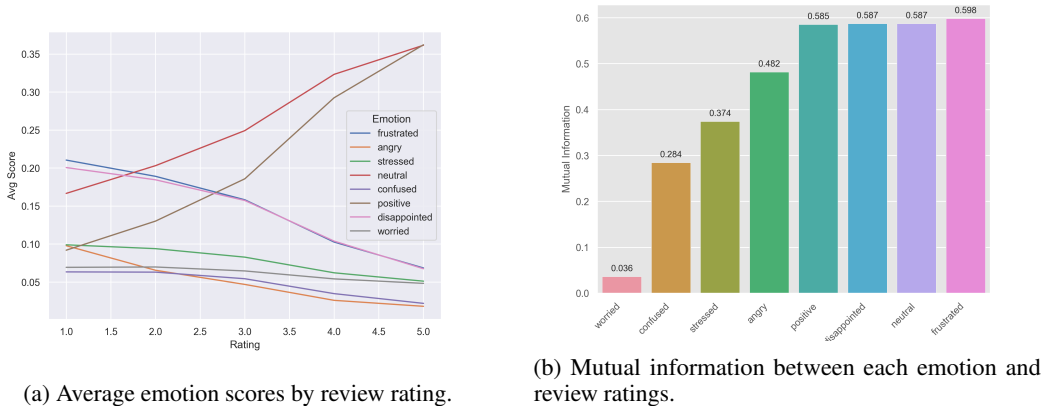 0.35
0.30
0.25
0.20
0.15
0.10
0.05
Avg Score
1.0 1.5 2.0 2.5 3.0 3.5 4.0 4.5 5.0
Rating
Emotion
frustrated
angry
stressed
neutral
confused
positive
disappointed
worried
(a) Average emotion scores by review rating.
0.6
0.5
0.4
0.3
0.2
0.1
0.0
Mutual Information
0.036
0.284
0.374
0.482
0.585
0.587
0.587
0.598
worried
confused
stressed
angry
positive
disappointed
neutral
frustrated
(b) Mutual information between each emotion and
review ratings.